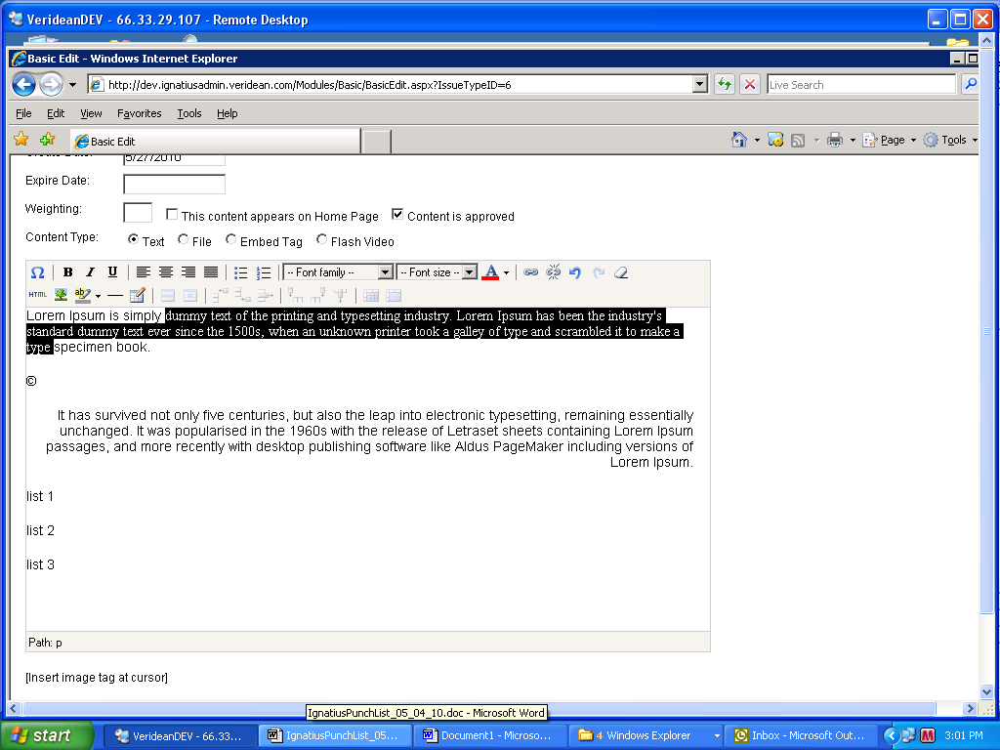 VerideanDEV - 66.33.29.107 - Remote Desktop
Basic Edit - Windows Internet Explorer
http://dev.ignatiusadmin.veridean.com/Modules/Basic/BasicEdit.aspx?IssueTypeID=6
Live Search
File Edit View Favorites Tools Help
Basic Edit
Page Tools
5/27/2010
Expire Date:
Weighting:
This content appears on Home Page Content is approved
Content Type: Text File Embed Tag Flash Video
Ω B I U -- Font family -- -- Font size -- A
HTML ab
Lorem Ipsum is simply dummy text of the printing and typesetting industry. Lorem Ipsum has been the industry's
standard dummy text ever since the 1500s, when an unknown printer took a galley of type and scrambled it to make a
type specimen book.
©
It has survived not only five centuries, but also the leap into electronic typesetting, remaining essentially
unchanged. It was popularised in the 1960s with the release of Letraset sheets containing Lorem Ipsum
passages, and more recently with desktop publishing software like Aldus PageMaker including versions of
Lorem Ipsum.
list 1
list 2
list 3
Path: p
[Insert image tag at cursor]
IgnatiusPunchList_05_04_10.doc - Microsoft Word
start VerideanDEV - 66.33... IgnatiusPunchList_05... Document1 - Microso... 4 Windows Explorer Inbox - Microsoft Out... 3:01 PM